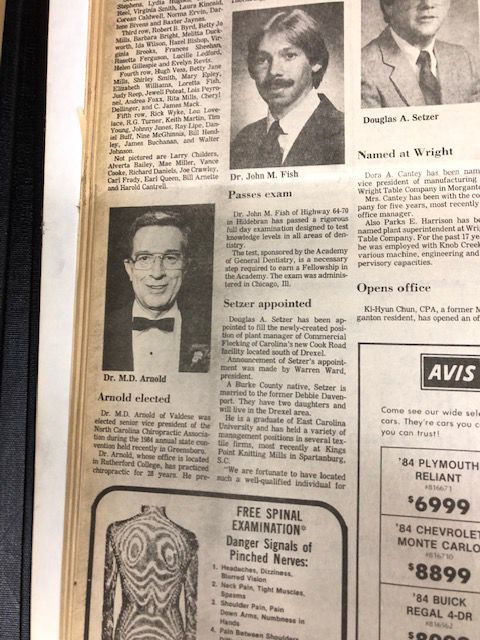 Stephens, Lydia Hughes,
Reel, Virginia Smith, Laura Kincaid,
Corean Caldwell, Norma Ervin, Dar-
lene Bivens and Baxter Jaynes.
Third row, Robert B. Byrd, Betty Jo
Mills, Barbara Bright, Melitta Duck-
worth, Ida Wilson, Hazel Bishop, Vir-
ginia Brooks, Frances Sheehan,
Rosetta Ferguson, Lucille Ledford,
Helen Gillespie and Evelyn Kevis.
Fourth row, Hugh Vess, Betty Jane
Mills, Shirley Smith, Mary Epley,
Elizabeth Williams, Loretta Fish,
Judy Reep, Jewell Poteat, Lois Peyro-
nel, Andrea Foxx, Rita Mills, Cheryl
Dellinger, and C. James Mack.
Fifth row, Rick Wyke, Lou Love-
lace, R.G. Turner, Keith Martin, Tim
Young, Johnny Jones, Ray Lipe, Dan-
iel Buff, Nine McGhinnis, Bill Hend-
ley, James Buchanan, and Walter
Johnson.
Not pictured are Larry Childers,
Alverta Bailey, Mae Miller, Vance
Cooke, Richard Daniels, Joe Crawley,
Carl Frady, Earl Queen, Bill Arnette
and Harold Cantrell.
Dr. M.D. Arnold
Arnold elected
Dr. M.D. Arnold of Valdese was
elected senior vice president of the
North Carolina Chiropractic Associa-
tion during the 1984 annual state con-
vention held recently in Greensboro.
Dr. Arnold, whose office is located
in Rutherford College, has practiced
chiropractic for 28 years. He pre-
Dr. John M. Fish
Passes exam
Dr. John M. Fish of Highway 64-70
in Hildebran has passed a rigorous
full day examination designed to test
knowledge levels in all areas of den-
tistry.
The test, sponsored by the Academy
of General Dentistry, is a necessary
step required to earn a Fellowship in
the Academy. The exam was adminis-
tered in Chicago, Ill.
Setzer appointed
Douglas A. Setzer has been ap-
pointed to fill the newly-created posi-
tion of plant manager of Commercial
Flocking of Carolina's new Cook Road
facility located south of Drexel.
Announcement of Setzer's appoint-
ment was made by Warren Ward,
president.
A Burke County native, Setzer is
married to the former Debbie Daven-
port. They have two daughters and
will live in the Drexel area.
He is a graduate of East Carolina
University and has held a variety of
management positions in several tex-
tile firms, most recently at Kings
Point Knitting Mills in Spartanburg,
S.C.
"We are fortunate to have located
such a well-qualified individual for
Douglas A. Setzer
Named at Wright
Dora A. Cantey has been nam
vice president of manufacturing
Wright Table Company in Morgant
Mrs. Cantey has been with the co
pany for five years, most recently
office manager.
Also Parks E. Harrison has be
named plant superintendent at Wri
Table Company. For the past 17 ye
he was employed with Knob Creek
various machine, engineering and
pervisory capacities.
Opens office
Ki-Hyun Chun, CPA, a former M
ganton resident, has opened an of
FREE SPINAL
EXAMINATION*
Danger Signals of
Pinched Nerves:
1. Headaches, Dizziness,
Blurred Vision
2. Neck Pain, Tight Muscles,
Spasms
3. Shoulder Pain, Pain
Down Arms, Numbness in
Hands
4. Pain Between Shoulders
AVIS
Come see our wide sele
cars. They're cars you c
you can trust!
'84 PLYMOUTH
RELIANT
#816671
$6999
'84 CHEVROLET
MONTE CARLO
#816710
$8899
'84 BUICK
REGAL 4-DR
#816562